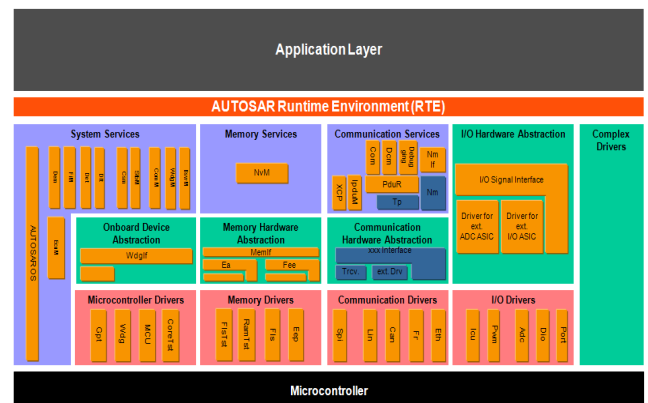 Application Layer
AUTOSAR Runtime Environment (RTE)
System Services
AUTOSAR OS
Dem
FiM
Det
Dlt
Csm
StbM
ComM
WdgM
BswM
EcuM
Memory Services
NvM
Communication Services
XCP
IpduM
Com
Dcm
Debug
ging
Nm
If
PduR
Tp
Nm
I/O Hardware Abstraction
I/O Signal Interface
Driver for
ext.
ADC ASIC
Driver for
ext.
I/O ASIC
Complex
Drivers
Onboard Device
Abstraction
WdgIf
Memory Hardware
Abstraction
MemIf
Ea
Fee
Communication
Hardware Abstraction
xxx Interface
Trcv.
ext. Drv
Microcontroller Drivers
Gpt
Wdg
MCU
CoreTst
Memory Drivers
FlsTst
RamTst
Fls
Eep
Communication Drivers
Spi
Lin
Can
Fr
Eth
I/O Drivers
Icu
Pwm
Adc
Dio
Port
Microcontroller